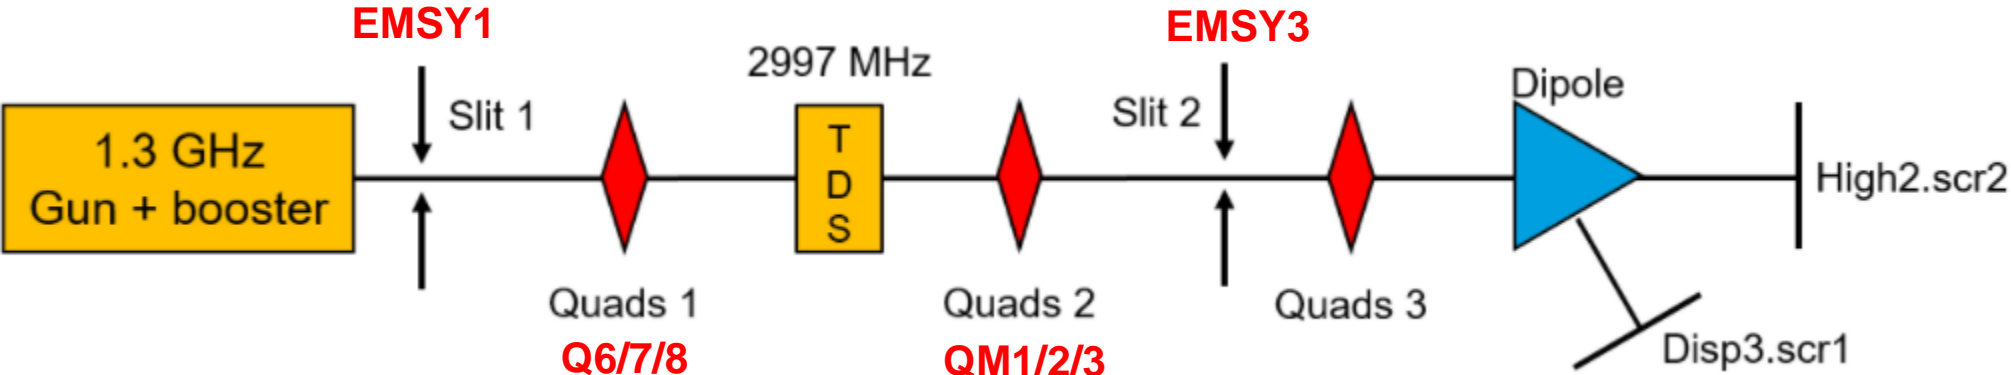 EMSY1
EMSY3
2997 MHz
Dipole
Slit 1
Slit 2
1.3 GHz
Gun + booster
T
D
S
High2.scr2
Quads 1
Quads 2
Quads 3
Q6/7/8
QM1/2/3
Disp3.scr1